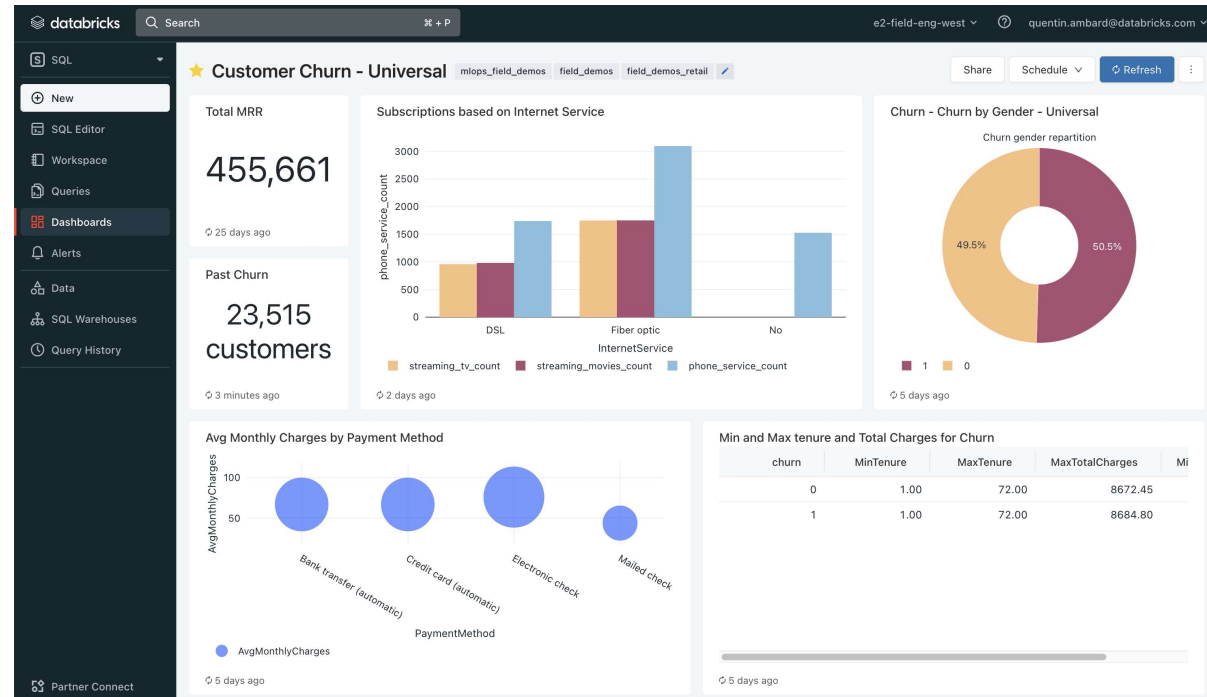 databricks
Search
⌘ + P
e2-field-eng-west
quentin.ambard@databricks.com
S SQL
New
SQL Editor
Workspace
Queries
Dashboards
Alerts
Data
SQL Warehouses
Query History
Partner Connect
Customer Churn - Universal
mlops_field_demos
field_demos
field_demos_retail
Share
Schedule
Refresh
Total MRR
455,661
25 days ago
Past Churn
23,515
customers
3 minutes ago
Subscriptions based on Internet Service
phone_service_count
3000
2500
2000
1500
1000
500
0
DSL
Fiber optic
No
InternetService
streaming_tv_count
streaming_movies_count
phone_service_count
2 days ago
Churn - Churn by Gender - Universal
Churn gender repartition
49.5%
50.5%
1
0
5 days ago
Avg Monthly Charges by Payment Method
AvgMonthlyCharges
100
50
Bank transfer (automatic)
Credit card (automatic)
Electronic check
Mailed check
PaymentMethod
AvgMonthlyCharges
5 days ago
Min and Max tenure and Total Charges for Churn
churn MinTenure MaxTenure MaxTotalCharges Mi
0 1.00 72.00 8672.45
1 1.00 72.00 8684.80
5 days ago